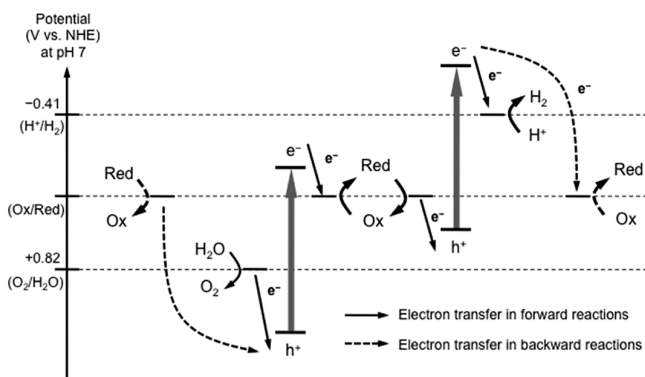 Potential
(V vs. NHE)
at pH 7
−0.41
(H⁺/H₂)
(Ox/Red)
+0.82
(O₂/H₂O)
Red
Ox
H₂O
O₂
e⁻
h⁺
e⁻
e⁻
Red
Ox
e⁻
e⁻
h⁺
e⁻
H₂
H⁺
e⁻
Red
Ox
Electron transfer in forward reactions
Electron transfer in backward reactions